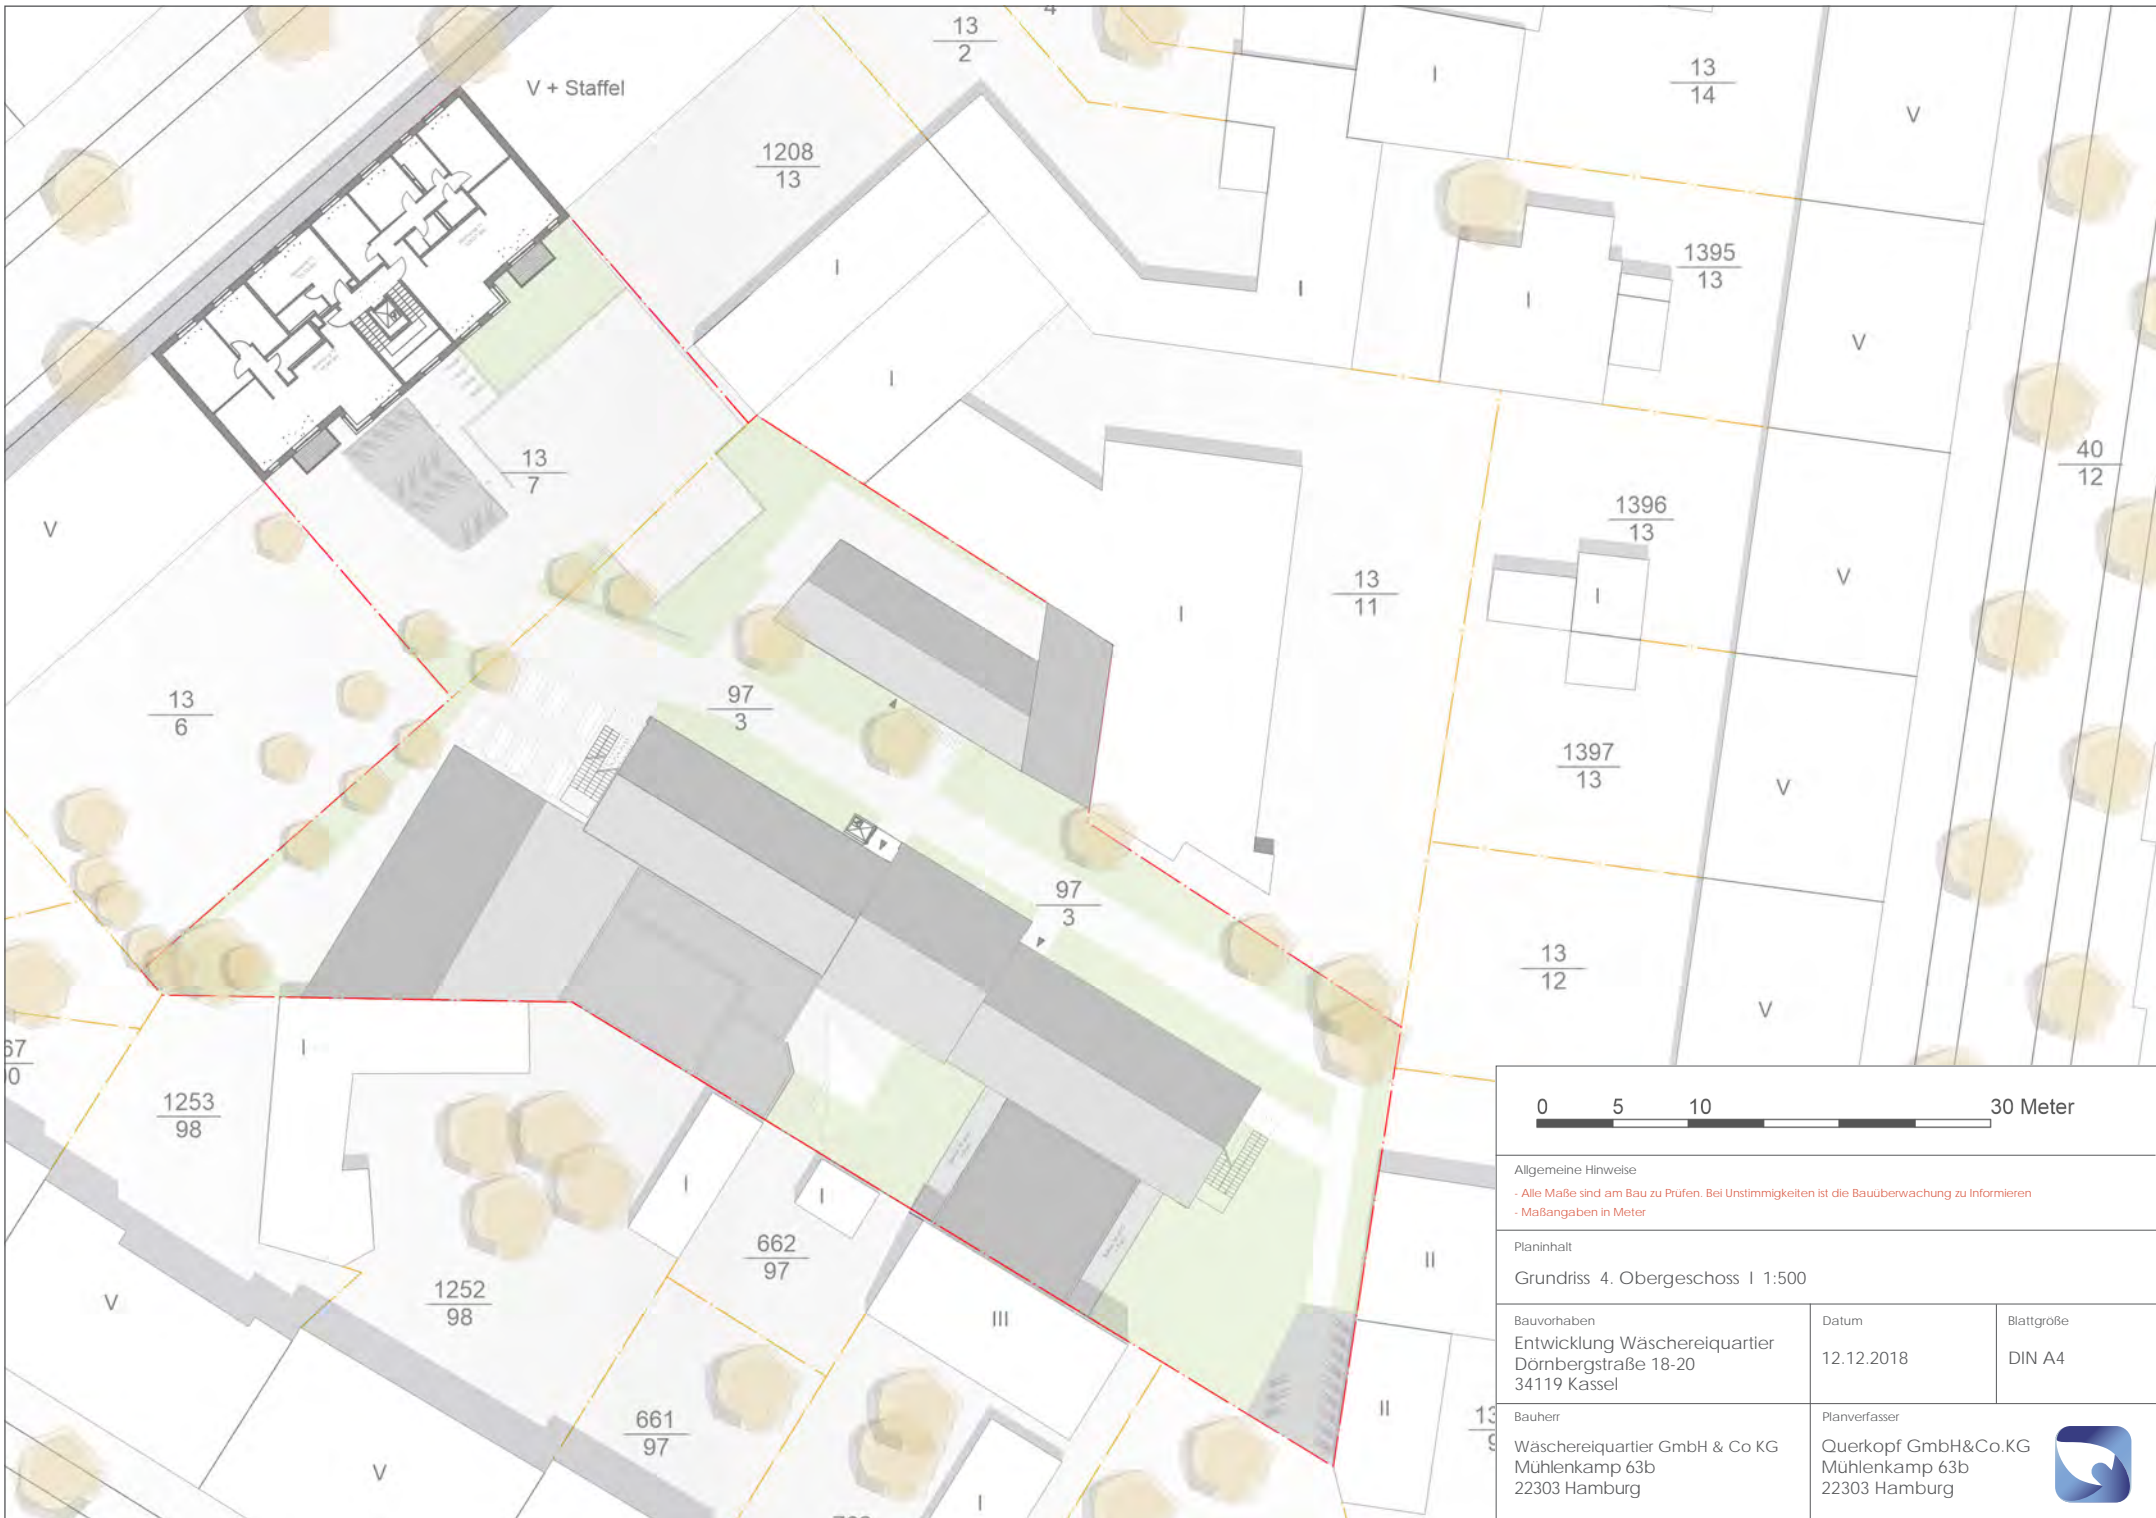 4
13
2
V + Staffel
I
13
14
V
1208
13
1395
13
I
I
I
V
I
40
12
13
7
V
1396
13
13
11
I
I
V
13
6
97
3
1397
13
V
97
3
13
12
V
67
00
I
1253
98
I
I
662
97
1252
98
V
III
II
661
97
II
13
9
V
I
0 5 10 30 Meter
Allgemeine Hinweise
- Alle Maße sind am Bau zu Prüfen. Bei Unstimmigkeiten ist die Bauüberwachung zu Informieren
- Maßangaben in Meter
Planinhalt
Grundriss 4. Obergeschoss I 1:500
Bauvorhaben
Entwicklung Wäschereiquartier
Dörnbergstraße 18-20
34119 Kassel
Datum
12.12.2018
Blattgröße
DIN A4
Bauherr
Wäschereiquartier GmbH & Co KG
Mühlenkamp 63b
22303 Hamburg
Planverfasser
Querkopf GmbH&Co.KG
Mühlenkamp 63b
22303 Hamburg